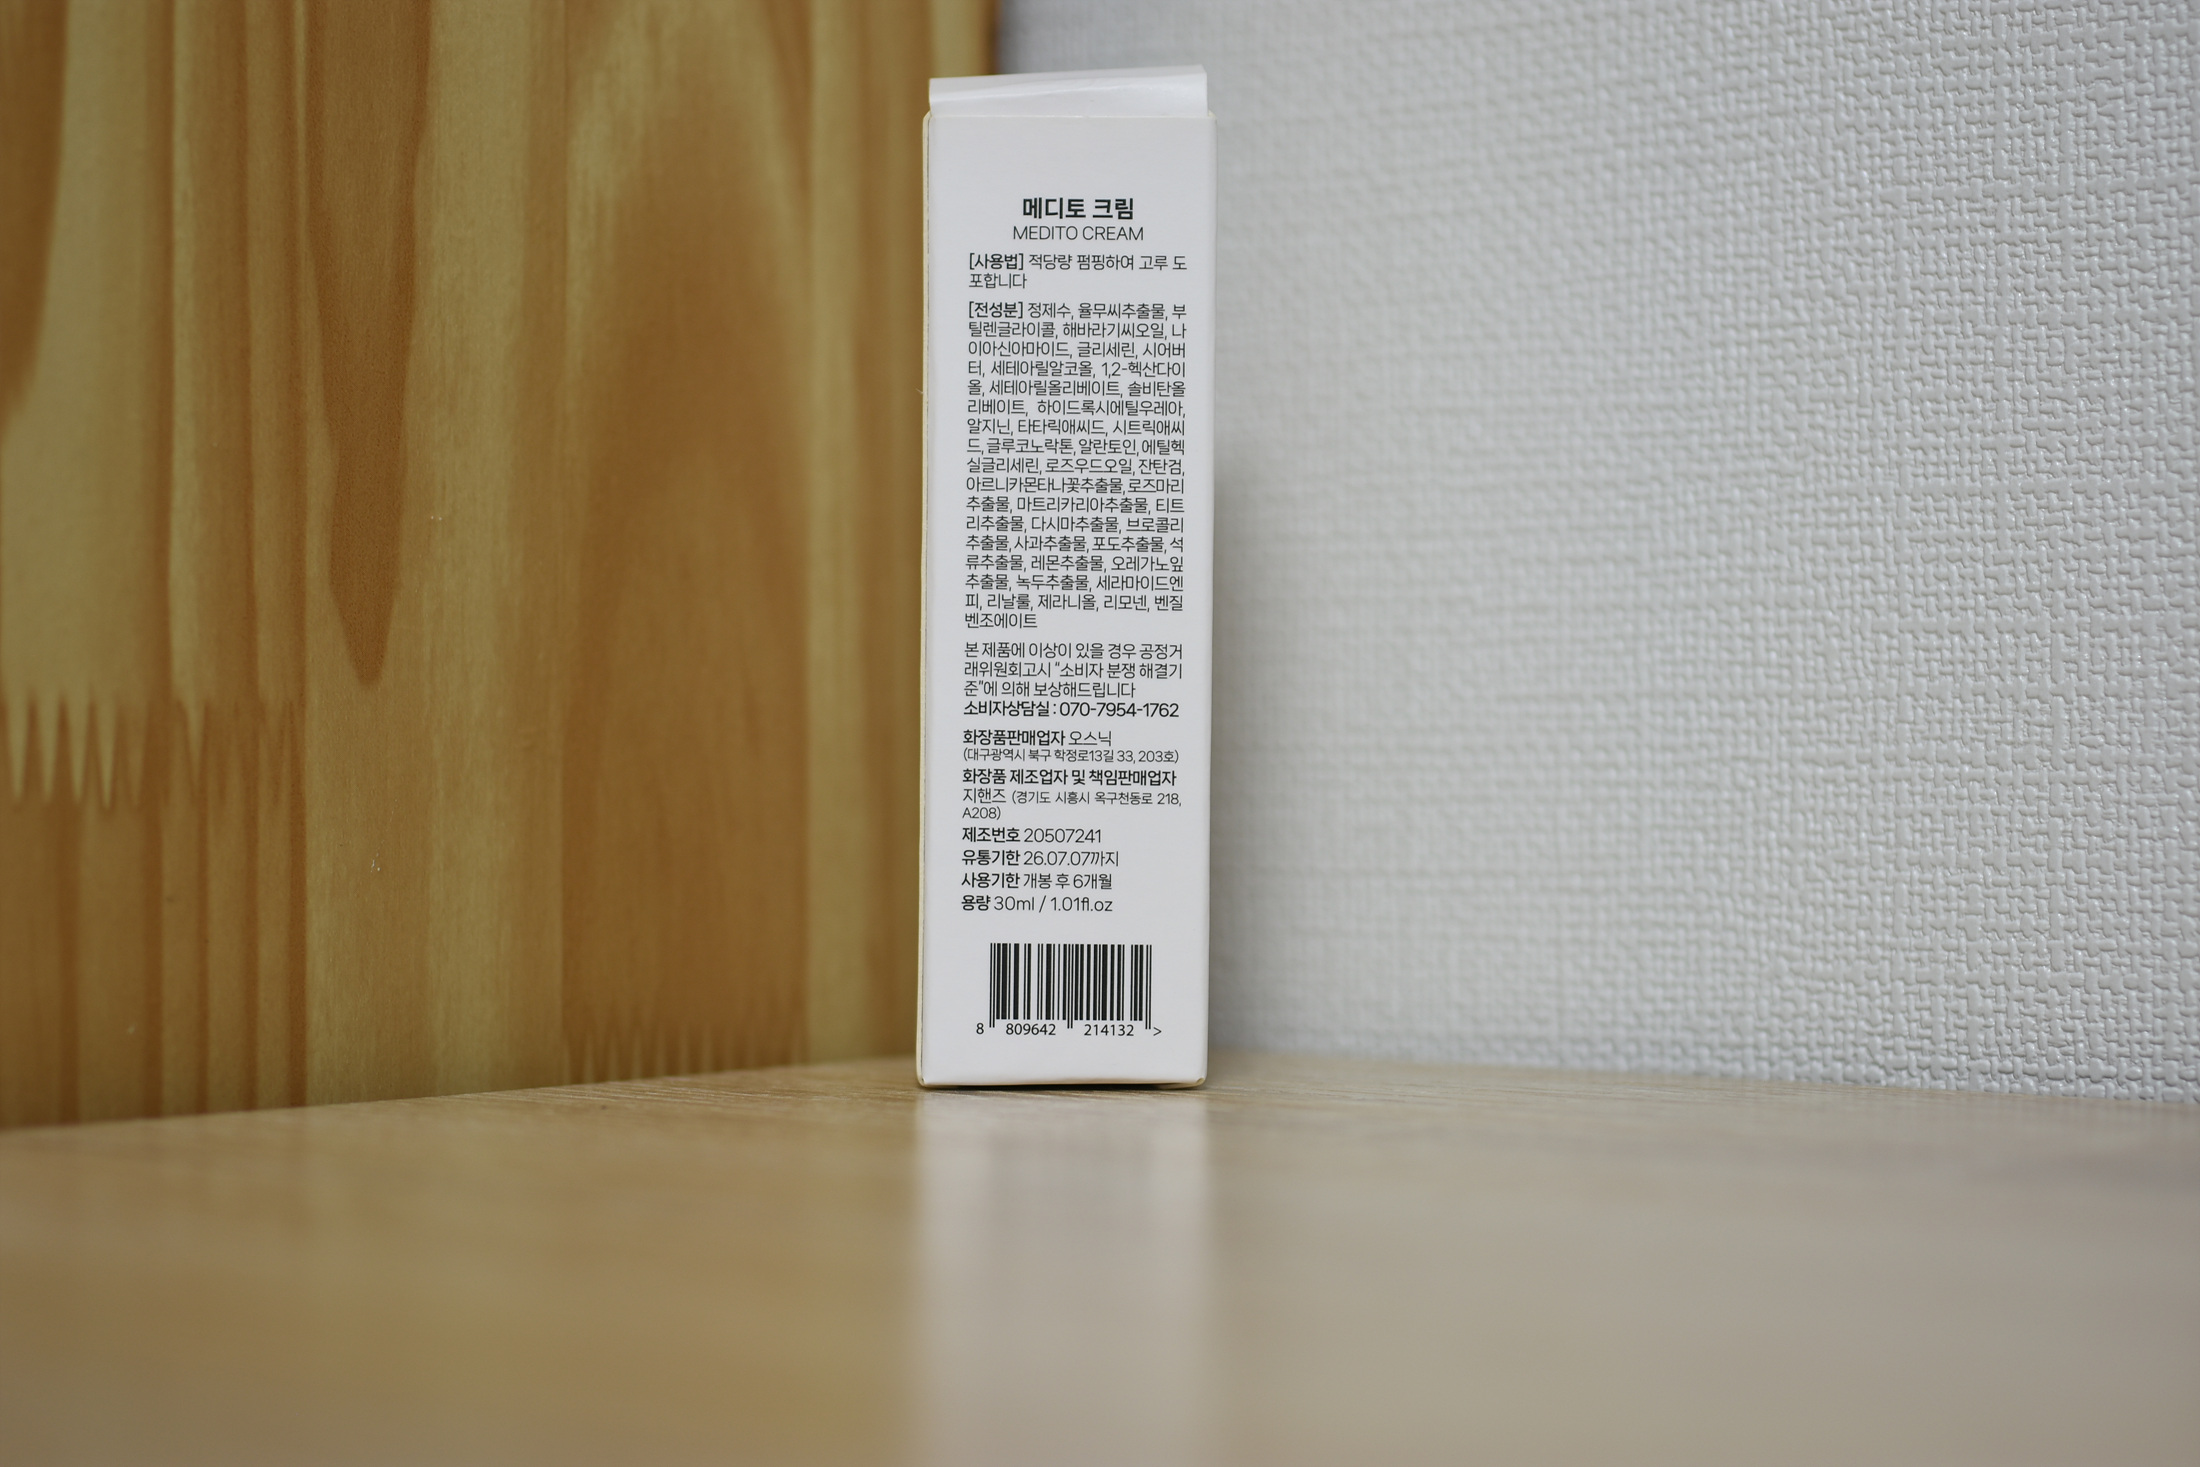 메디토 크림
MEDITO CREAM
[사용법] 적당량 펌핑하여 고루 도
포합니다
[전성분] 정제수, 율무씨추출물, 부
틸렌글라이콜, 해바라기씨오일, 나
이아신아마이드, 글리세린, 시어버
터, 세테아릴알코올, 1,2-헥산다이
올, 세테아릴올리베이트, 솔비탄올
리베이트, 하이드록시에틸우레아,
알지닌, 타타릭애씨드, 시트릭애씨
드, 글루코노락톤, 알란토인, 에틸헥
실글리세린, 로즈우드오일, 잔탄검,
아르니카몬타나꽃추출물, 로즈마리
추출물, 마트리카리아추출물, 티트
리추출물, 다시마추출물, 브로콜리
추출물, 사과추출물, 포도추출물, 석
류추출물, 레몬추출물, 오레가노잎
추출물, 녹두추출물, 세라마이드엔
피, 리날룰, 제라니올, 리모넨, 벤질
벤조에이트
본 제품에 이상이 있을 경우 공정거
래위원회고시 "소비자 분쟁 해결기
준"에 의해 보상해드립니다
소비자상담실 : 070-7954-1762
화장품판매업자 오스닉
(대구광역시 북구 학정로13길 33, 203호)
화장품 제조업자 및 책임판매업자
지핸즈 (경기도 시흥시 옥구천동로 218,
A208)
제조번호 20507241
유통기한 26.07.07까지
사용기한 개봉 후 6개월
용량 30ml / 1.01fl.oz
8 809642 214132 >